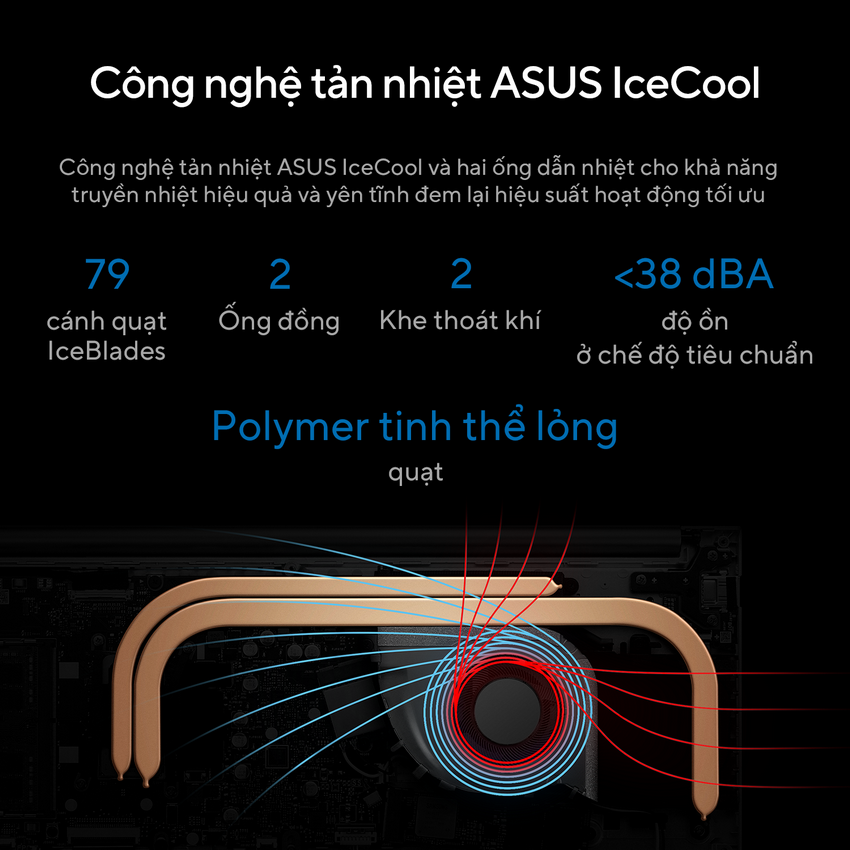 Công nghệ tản nhiệt ASUS IceCool
Công nghệ tản nhiệt ASUS IceCool và hai ống dẫn nhiệt cho khả năng
truyền nhiệt hiệu quả và yên tĩnh đem lại hiệu suất hoạt động tối ưu
79
cánh quạt
IceBlades
2
Ống đồng
2
Khe thoát khí
<38 dBA
độ ồn
ở chế độ tiêu chuẩn
Polymer tinh thể lỏng
quạt